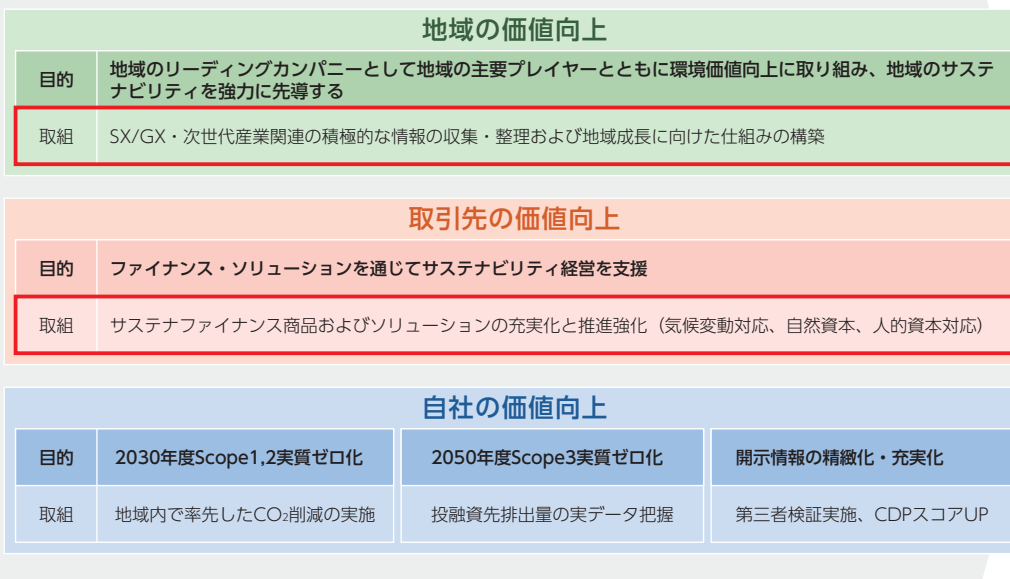 地域の価値向上
目的
地域のリーディングカンパニーとして地域の主要プレイヤーとともに環境価値向上に取り組み、地域のサステ
ナビリティを強力に先導する
取組
SX/GX・次世代産業関連の積極的な情報の収集・整理および地域成長に向けた仕組みの構築
取引先の価値向上
目的
ファイナンス・ソリューションを通じてサステナビリティ経営を支援
取組
サステナファイナンス商品およびソリューションの充実化と推進強化（気候変動対応、自然資本、人的資本対応）
自社の価値向上
目的
2030年度Scope1,2実質ゼロ化
2050年度Scope3実質ゼロ化
開示情報の精緻化・充実化
取組
地域内で率先したCO₂削減の実施
投融資先排出量の実データ把握
第三者検証実施、CDPスコアUP